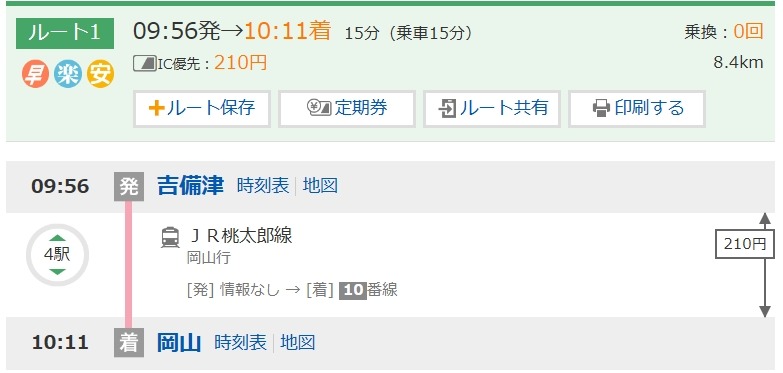 ルート1
09:56発→10:11着 15分（乗車15分）
乗換：0回
早 楽 安
IC優先：210円
8.4km
ルート保存 定期券 ルート共有 印刷する
09:56 発 吉備津 時刻表 地図
4駅
ＪＲ桃太郎線
岡山行
[発] 情報なし → [着] 10番線
210円
10:11 着 岡山 時刻表 地図